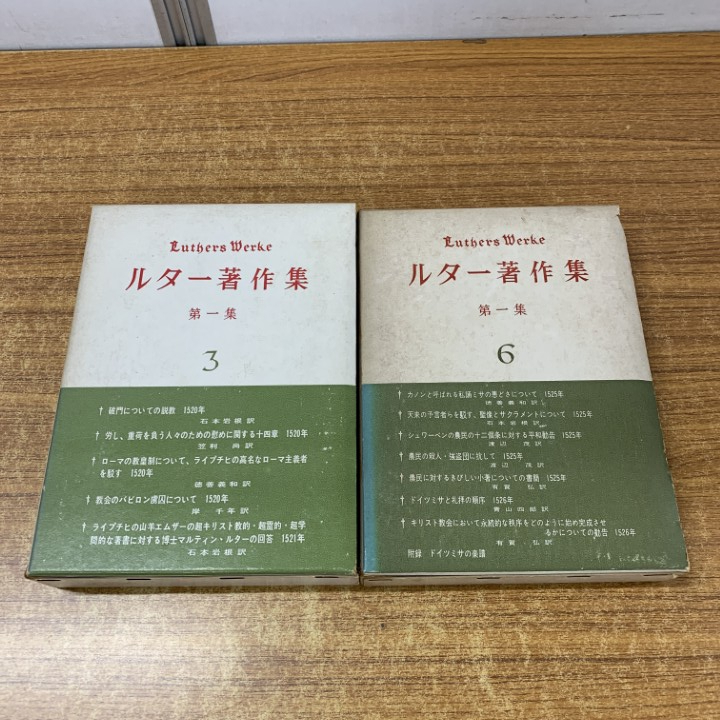 Luthers Werke
ルター著作集
第一集
3
† 破門についての説教 1520年
石本岩根訳
† 労し、重荷を負う人々のための慰めに関する十四章 1520年
笠利尚訳
† ローマの教皇制について、ライプチヒの高名なローマ主義者
を駁す 1520年
徳善義和訳
† 教会のバビロン虜囚について 1520年
岸千年訳
† ライプチヒの山羊エムザーの超キリスト教的・超霊的・超学
問的な著書に対する博士マルティン・ルターの回答 1521年
石本岩根訳
Luthers Werke
ルター著作集
第一集
6
† カノンと呼ばれる私誦ミサの悪どさについて 1525年
徳善義和訳
† 天来の予言者らを駁す、聖像とサクラメントについて 1525年
石本岩根訳
† シュワーベンの農民の十二個条に対する平和勧告 1525年
渡辺茂訳
† 農民の殺人・強盗団に抗して 1525年
渡辺茂訳
† 農民に対するきびしい小著についての書簡 1525年
有賀弘訳
† ドイツミサと礼拝の順序 1526年
青山四郎訳
† キリスト教会において永続的な秩序をどのように始め完成させ
るかについての勧告 1526年
有賀弘訳
附録 ドイツミサの楽譜